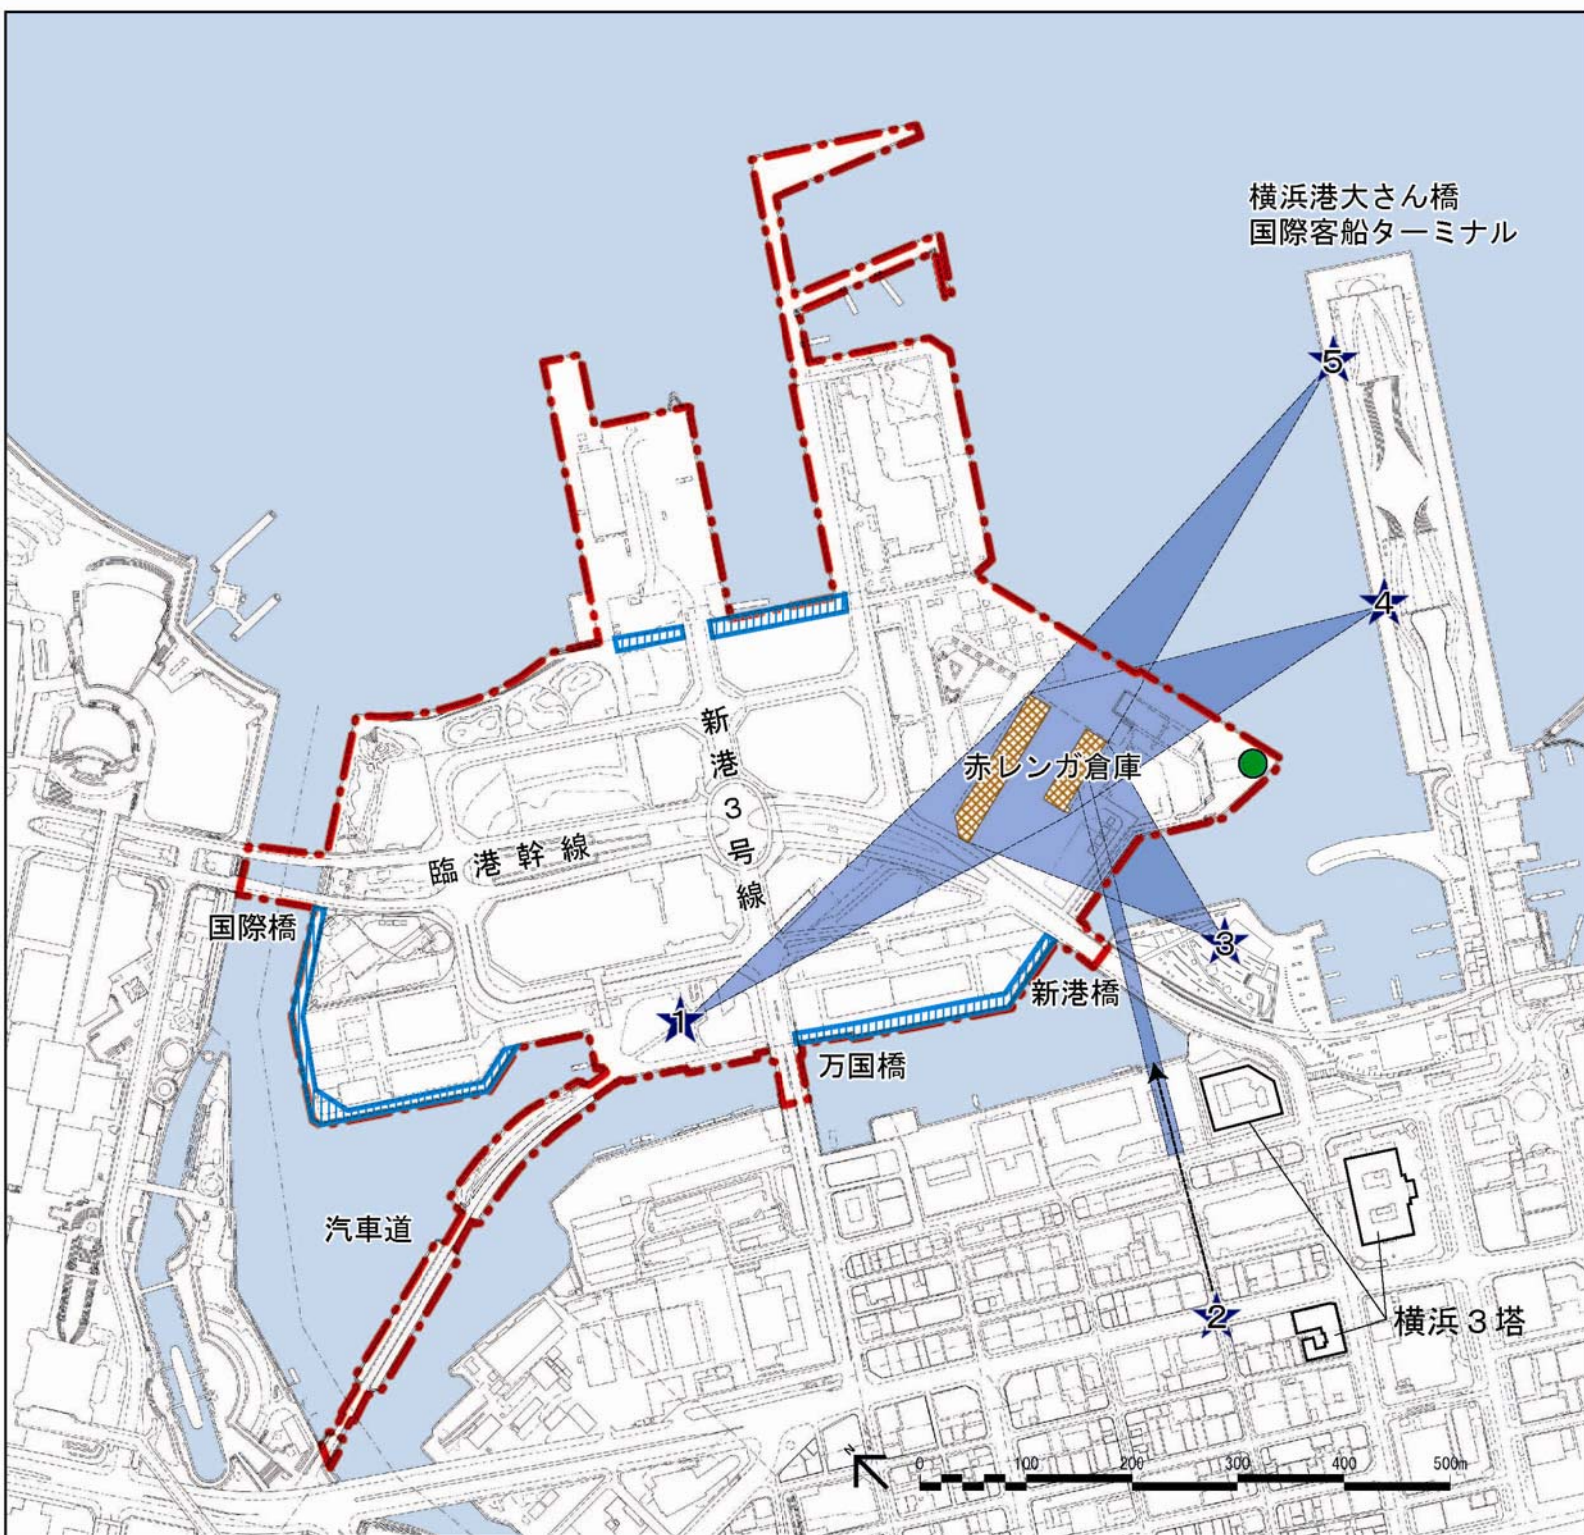 横浜港大さん橋
国際客船ターミナル
5
4
新港3号線
赤レンガ倉庫
臨港幹線
国際橋
3
新港橋
1
万国橋
汽車道
2
横浜3塔
N
0 100 200 300 400 500m